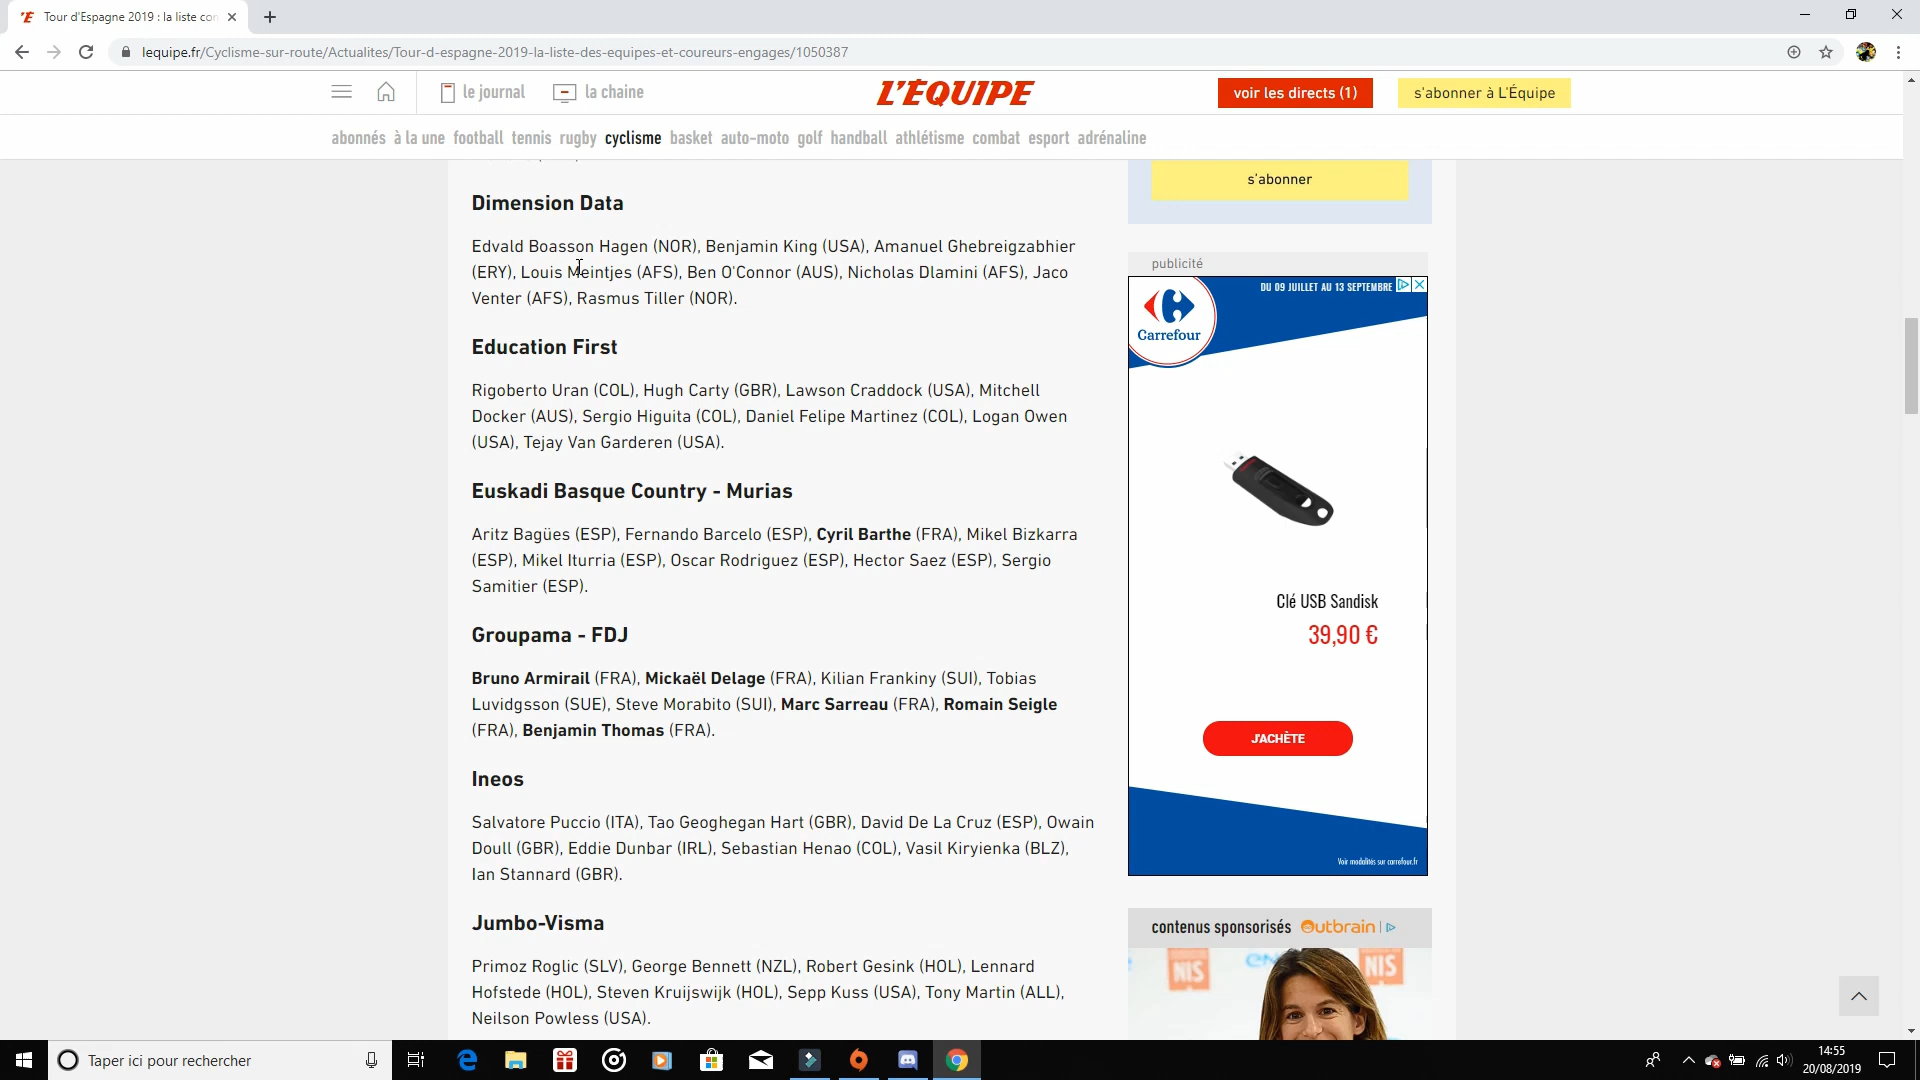 Tour d'Espagne 2019 : la liste con
lequipe.fr/Cyclisme-sur-route/Actualites/Tour-d-espagne-2019-la-liste-des-equipes-et-coureurs-engages/1050387
le journal
la chaine
L'ÉQUIPE
voir les directs (1)
s'abonner à L'Équipe
abonnés à la une football tennis rugby cyclisme basket auto-moto golf handball athlétisme combat esport adrénaline
Dimension Data
Edvald Boasson Hagen (NOR), Benjamin King (USA), Amanuel Ghebreigzabhier
(ERY), Louis Meintjes (AFS), Ben O'Connor (AUS), Nicholas Dlamini (AFS), Jaco
Venter (AFS), Rasmus Tiller (NOR).
Education First
Rigoberto Uran (COL), Hugh Carty (GBR), Lawson Craddock (USA), Mitchell
Docker (AUS), Sergio Higuita (COL), Daniel Felipe Martinez (COL), Logan Owen
(USA), Tejay Van Garderen (USA).
Euskadi Basque Country - Murias
Aritz Bagües (ESP), Fernando Barcelo (ESP), Cyril Barthe (FRA), Mikel Bizkarra
(ESP), Mikel Iturria (ESP), Oscar Rodriguez (ESP), Hector Saez (ESP), Sergio
Samitier (ESP).
Groupama - FDJ
Bruno Armirail (FRA), Mickaël Delage (FRA), Kilian Frankiny (SUI), Tobias
Luvidgsson (SUE), Steve Morabito (SUI), Marc Sarreau (FRA), Romain Seigle
(FRA), Benjamin Thomas (FRA).
Ineos
Salvatore Puccio (ITA), Tao Geoghegan Hart (GBR), David De La Cruz (ESP), Owain
Doull (GBR), Eddie Dunbar (IRL), Sebastian Henao (COL), Vasil Kiryienka (BLZ),
Ian Stannard (GBR).
Jumbo-Visma
Primoz Roglic (SLV), George Bennett (NZL), Robert Gesink (HOL), Lennard
Hofstede (HOL), Steven Kruijswijk (HOL), Sepp Kuss (USA), Tony Martin (ALL),
Neilson Powless (USA).
s'abonner
publicité
DU 09 JUILLET AU 13 SEPTEMBRE
Carrefour
Clé USB Sandisk
39,90 €
J'ACHÈTE
Voir modalités sur carrefour.fr
contenus sponsorisés Outbrain
NIS
NIS
Taper ici pour rechercher
14:55
20/08/2019